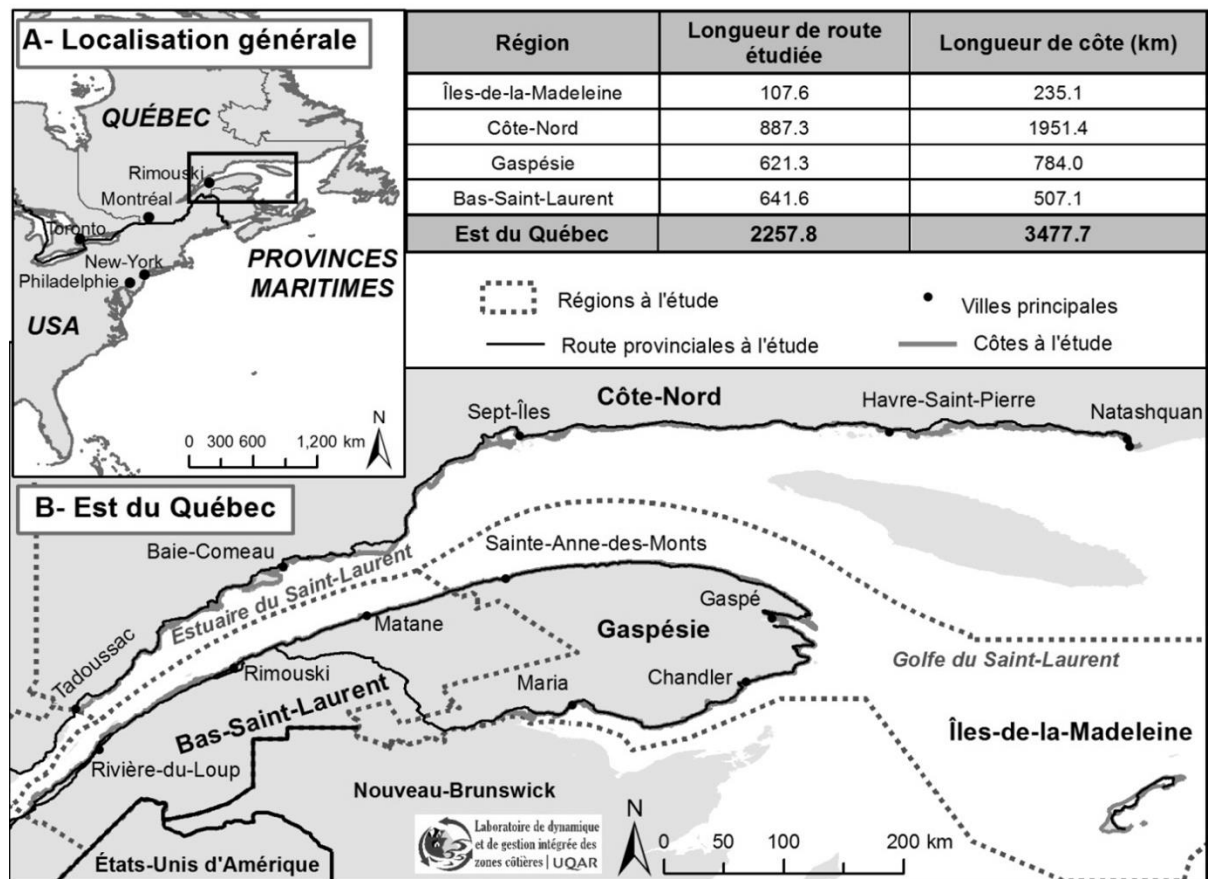 A- Localisation générale
QUÉBEC
Rimouski
Montréal
Toronto
New-York
Philadelphie
PROVINCES
MARITIMES
USA
N
0 300 600 1,200 km
Région Longueur de route étudiée Longueur de côte (km)
Îles-de-la-Madeleine 107.6 235.1
Côte-Nord 887.3 1951.4
Gaspésie 621.3 784.0
Bas-Saint-Laurent 641.6 507.1
Est du Québec 2257.8 3477.7
Régions à l'étude Villes principales
Route provinciales à l'étude Côtes à l'étude
B- Est du Québec
Côte-Nord
Sept-Îles
Havre-Saint-Pierre
Natashquan
Baie-Comeau
Sainte-Anne-des-Monts
Estuaire du Saint-Laurent
Matane
Gaspé
Gaspésie
Tadoussac
Rimouski
Golfe du Saint-Laurent
Chandler
Maria
Bas-Saint-Laurent
Îles-de-la-Madeleine
Rivière-du-Loup
Nouveau-Brunswick
États-Unis d'Amérique
Laboratoire de dynamique
et de gestion intégrée des
zones côtières | UQAR
N
0 50 100 200 km